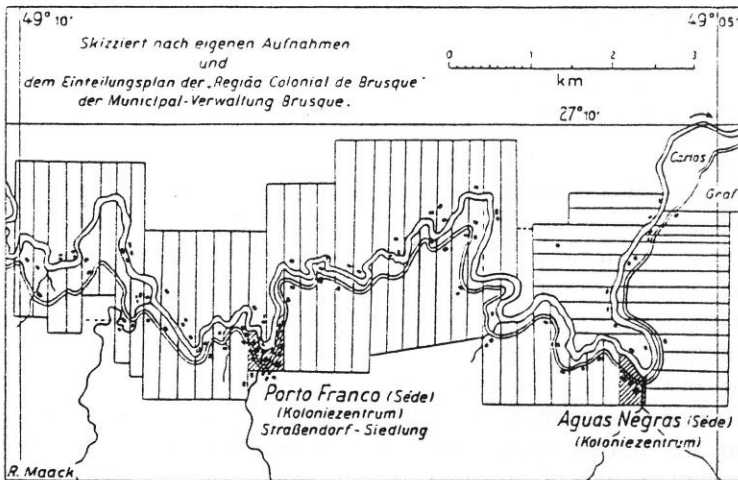 49° 10'
49° 05'
Skizziert nach eigenen Aufnahmen
und
dem Einteilungsplan der „Região Colonial de Brusque"
der Municipal-Verwaltung Brusque.
0 1 2 3
km
27° 10'
Canoas
Graf
Porto Franco (Séde)
(Koloniezentrum)
Straßendorf-Siedlung
Aguas Negras (Séde)
(Koloniezentrum)
R. Maack